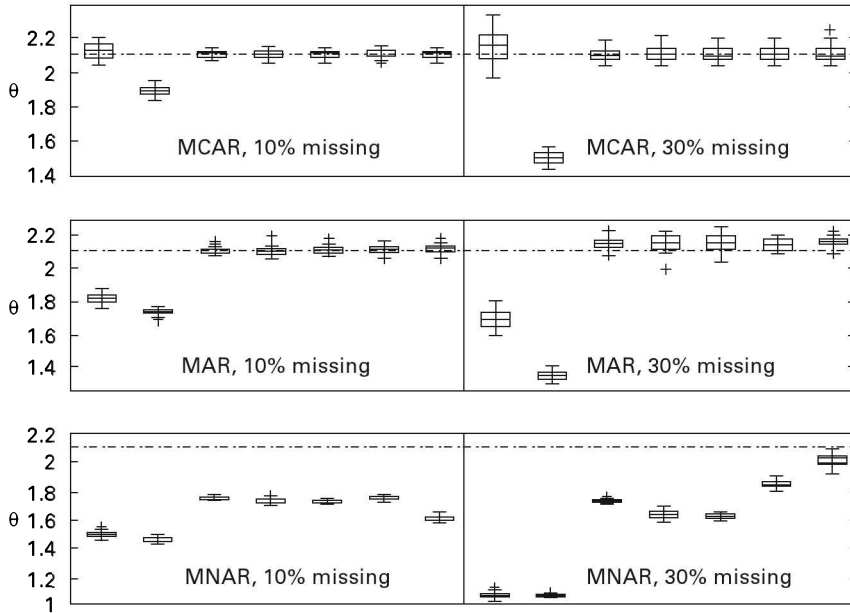 2.2
2
θ 1.8
1.6
1.4
MCAR, 10% missing MCAR, 30% missing
2.2
2
1.8
θ
1.6
1.4
MAR, 10% missing MAR, 30% missing
2.2
2
1.8
θ 1.6
1.4
1.2
1
MNAR, 10% missing MNAR, 30% missing